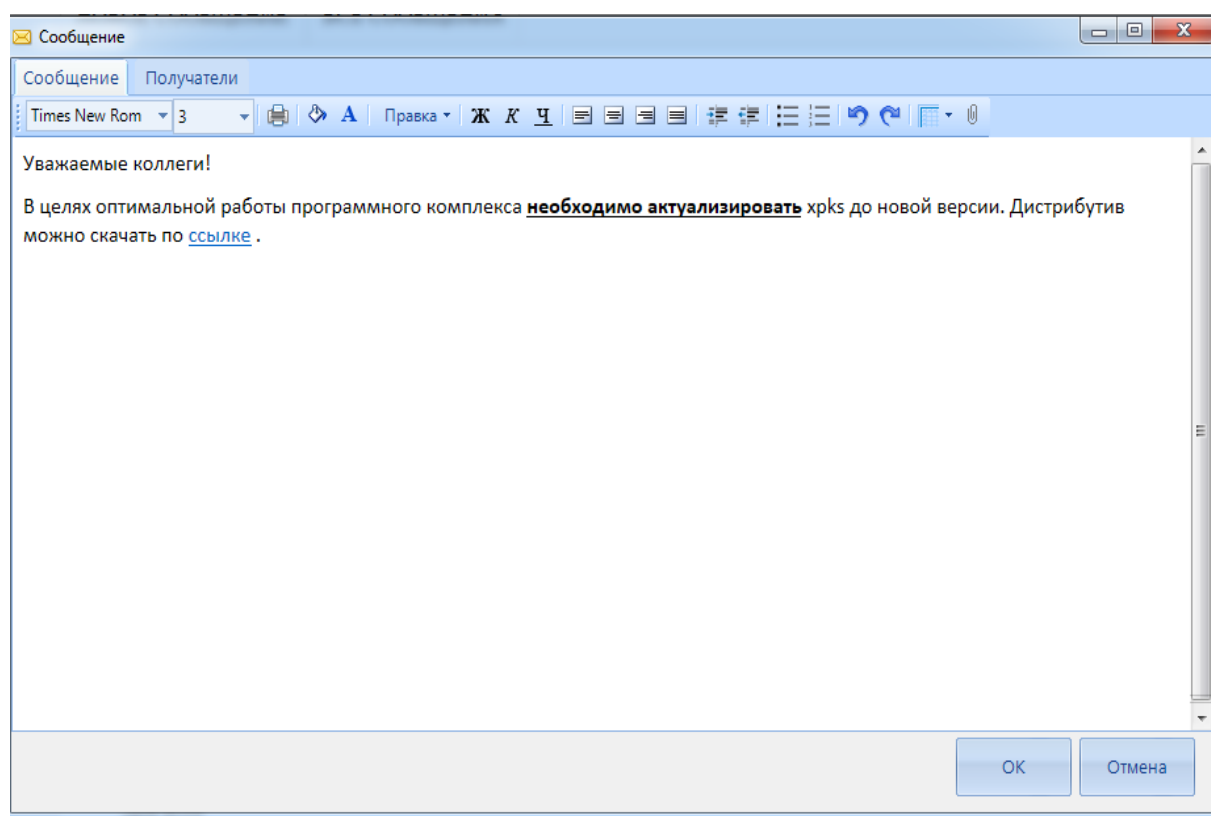 Сообщение
Сообщение Получатели
Times New Rom 3 А Правка Ж К Ч
Уважаемые коллеги!
В целях оптимальной работы программного комплекса необходимо актуализировать xpks до новой версии. Дистрибутив
можно скачать по ссылке .
ОК Отмена